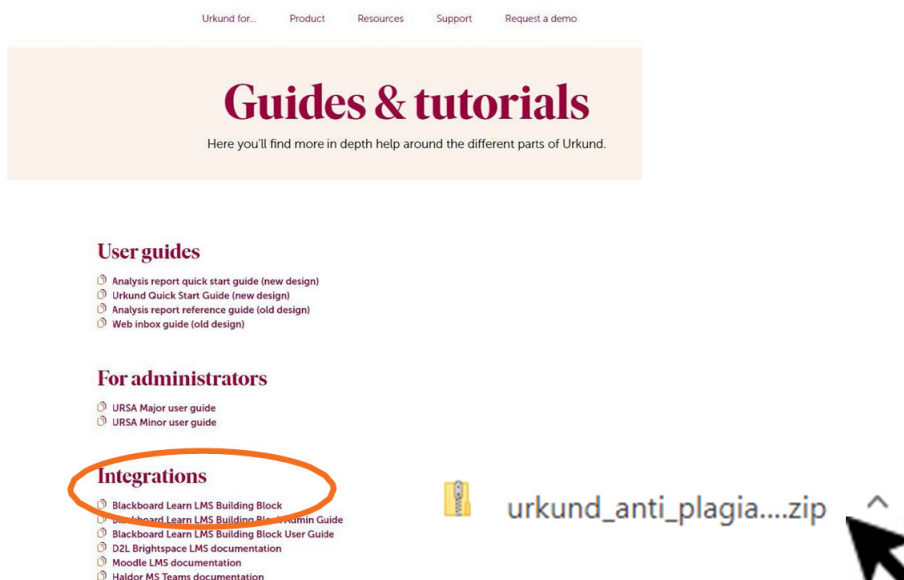 Urkund for... Product Resources Support Request a demo
Guides & tutorials
Here you'll find more in depth help around the different parts of Urkund.
User guides
Analysis report quick start guide (new design)
Urkund Quick Start Guide (new design)
Analysis report reference guide (old design)
Web inbox guide (old design)
For administrators
URSA Major user guide
URSA Minor user guide
Integrations
Blackboard Learn LMS Building Block
Blackboard Learn LMS Building Block Admin Guide
Blackboard Learn LMS Building Block User Guide
D2L Brightspace LMS documentation
Moodle LMS documentation
Haldor MS Teams documentation
urkund_anti_plagia....zip